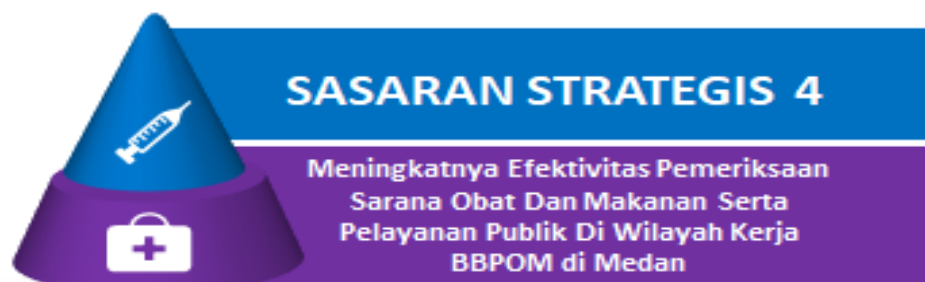 SASARAN STRATEGIS 4
Meningkatnya Efektivitas Pemeriksaan
Sarana Obat Dan Makanan Serta
Pelayanan Publik Di Wilayah Kerja
BBPOM di Medan